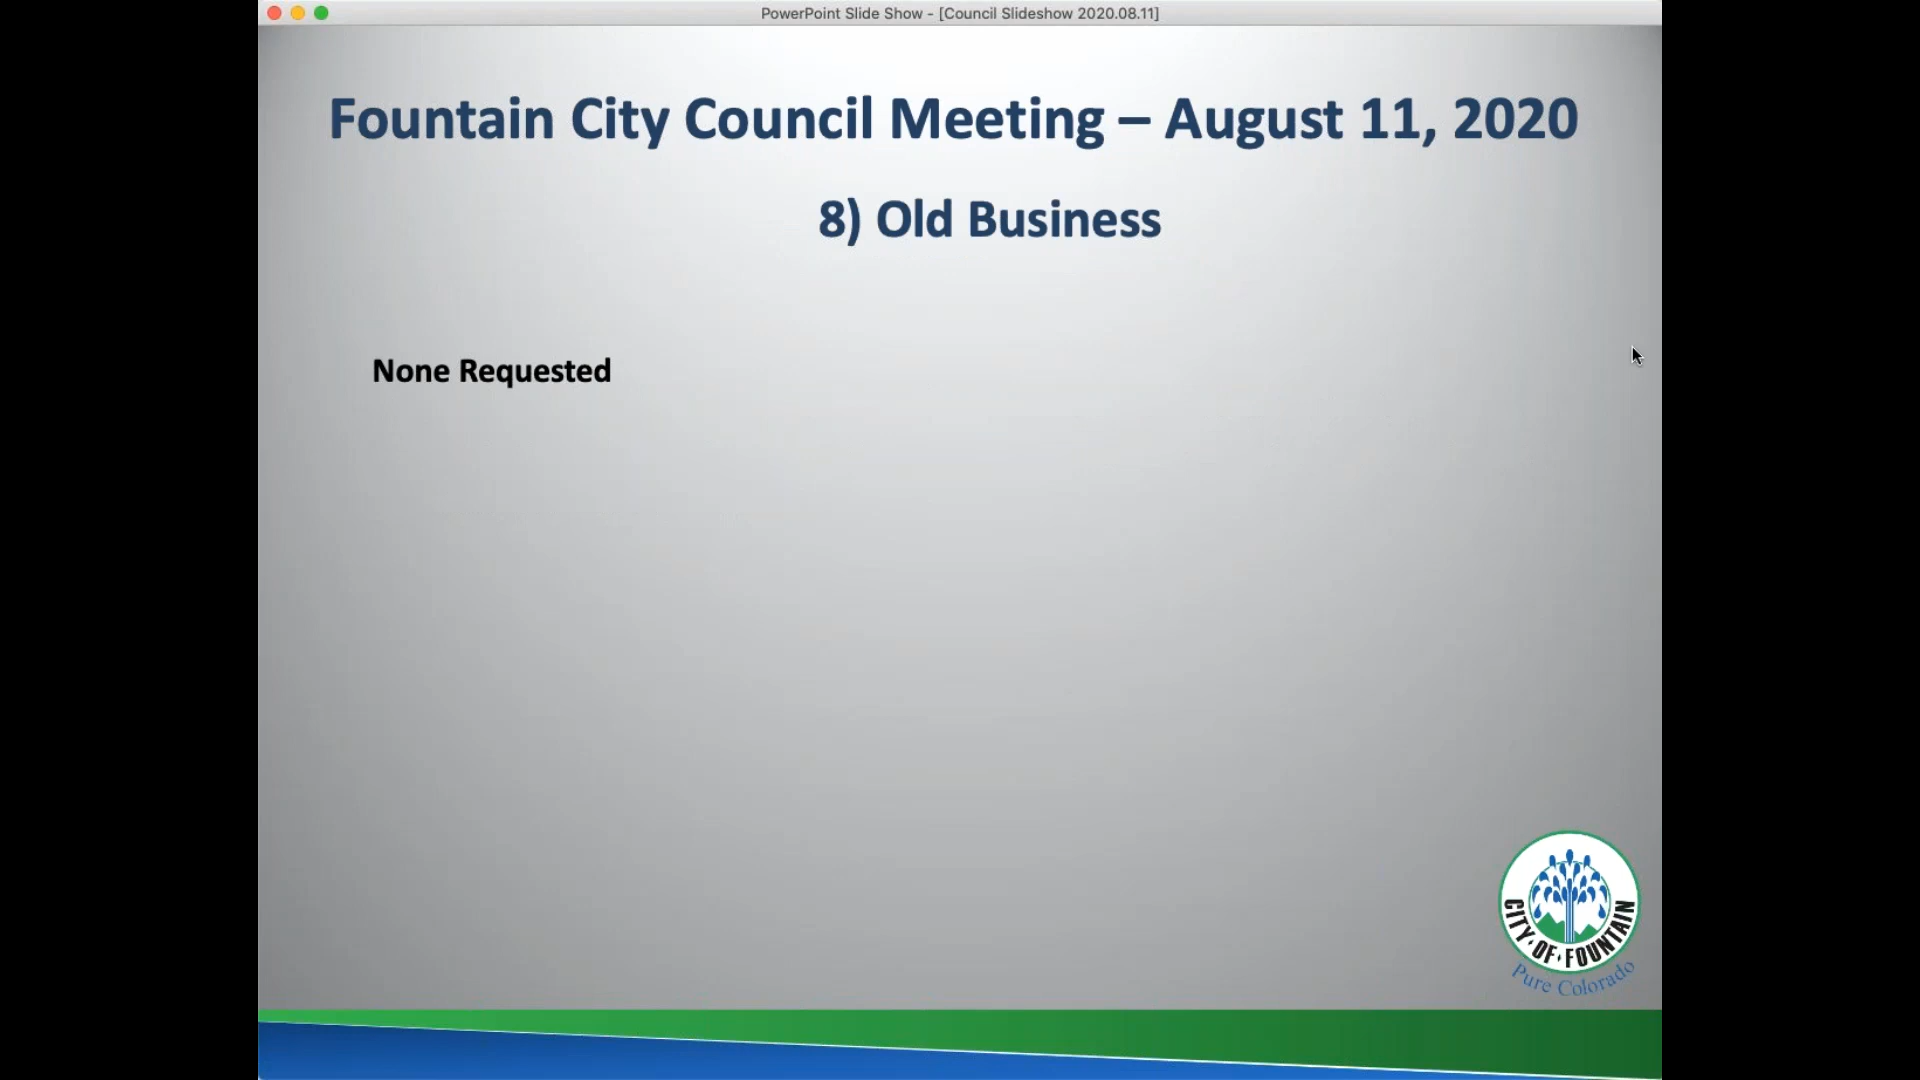 PowerPoint Slide Show - [Council Slideshow 2020.08.11]
Fountain City Council Meeting – August 11, 2020
8) Old Business
None Requested
CITY • OF • FOUNTAIN
Pure Colorado